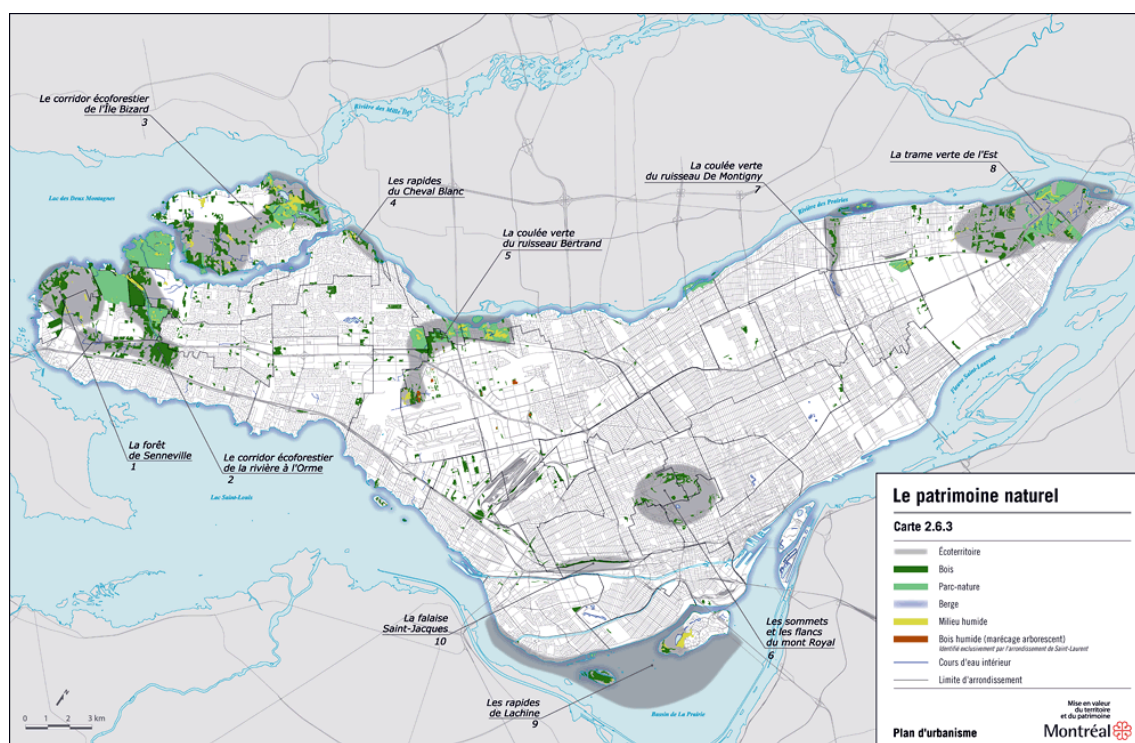 Le corridor écoforestier
de l'Île Bizard
3
Rivière des Mille Îles
Les rapides
du Cheval Blanc
4
La coulée verte
du ruisseau De Montigny
7
La trame verte de l'Est
8
Lac des Deux Montagnes
Rivière des Prairies
La coulée verte
du ruisseau Bertrand
5
Fleuve Saint-Laurent
La forêt
de Senneville
1
Le corridor écoforestier
de la rivière à l'Orme
2
Lac Saint-Louis
La falaise
Saint-Jacques
10
Les sommets
et les flancs
du mont Royal
6
Les rapides
de Lachine
9
Bassin de La Prairie
N
0 1 2 3 km
Le patrimoine naturel
Carte 2.6.3
Écoterritoire
Bois
Parc-nature
Berge
Milieu humide
Bois humide (marécage arborescent)
Identifié exclusivement par l'arrondissement de Saint-Laurent
Cours d'eau intérieur
Limite d'arrondissement
Plan d'urbanisme
Mise en valeur
du territoire
et du patrimoine
Montréal